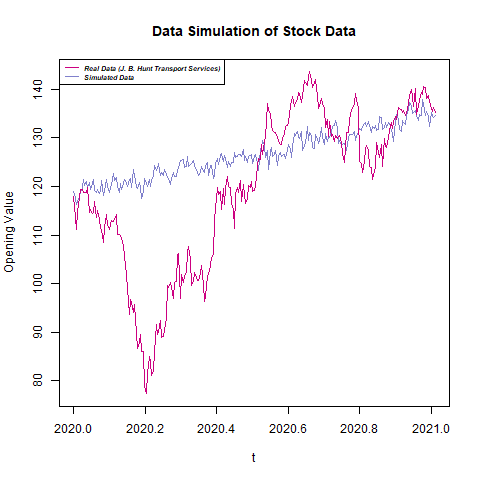 Data Simulation of Stock Data
Real Data (J. B. Hunt Transport Services)
Simulated Data
Opening Value
140
130
120
110
100
90
80
2020.0 2020.2 2020.4 2020.6 2020.8 2021.0
t